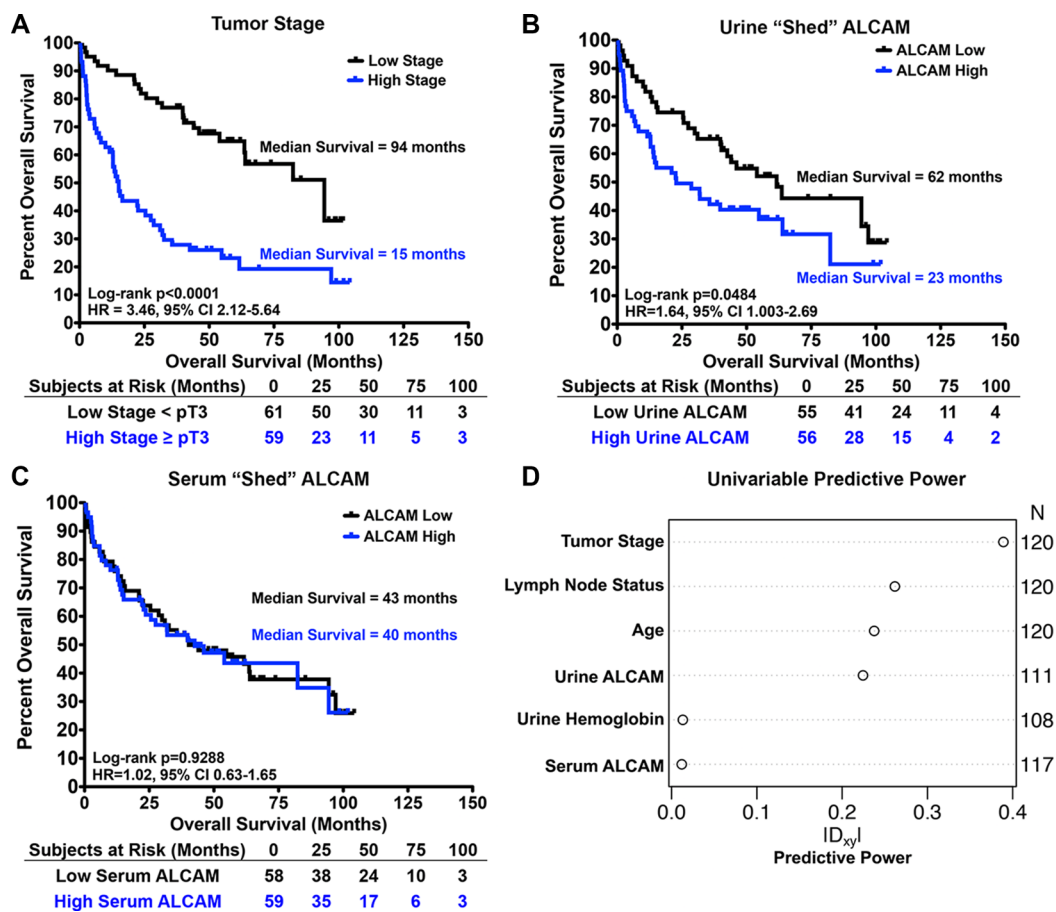 A
Tumor Stage
100
90
80
70
60
50
40
30
20
10
0
Percent Overall Survival
Low Stage
High Stage
Median Survival = 94 months
Median Survival = 15 months
Log-rank p<0.0001
HR = 3.46, 95% CI 2.12-5.64
0 25 50 75 100 125 150
Overall Survival (Months)
Subjects at Risk (Months) 0 25 50 75 100
Low Stage < pT3 61 50 30 11 3
High Stage ≥ pT3 59 23 11 5 3
B
Urine “Shed” ALCAM
100
90
80
70
60
50
40
30
20
10
0
Percent Overall Survival
ALCAM Low
ALCAM High
Median Survival = 62 months
Median Survival = 23 months
Log-rank p=0.0484
HR=1.64, 95% CI 1.003-2.69
0 25 50 75 100 125 150
Overall Survival (Months)
Subjects at Risk (Months) 0 25 50 75 100
Low Urine ALCAM 55 41 24 11 4
High Urine ALCAM 56 28 15 4 2
C
Serum “Shed” ALCAM
100
90
80
70
60
50
40
30
20
10
0
Percent Overall Survival
ALCAM Low
ALCAM High
Median Survival = 43 months
Median Survival = 40 months
Log-rank p=0.9288
HR=1.02, 95% CI 0.63-1.65
0 25 50 75 100 125 150
Overall Survival (Months)
Subjects at Risk (Months) 0 25 50 75 100
Low Serum ALCAM 58 38 24 10 3
High Serum ALCAM 59 35 17 6 3
D
Univariable Predictive Power
N
Tumor Stage 120
Lymph Node Status 120
Age 120
Urine ALCAM 111
Urine Hemoglobin 108
Serum ALCAM 117
0.0 0.1 0.2 0.3 0.4
|Dxy|
Predictive Power